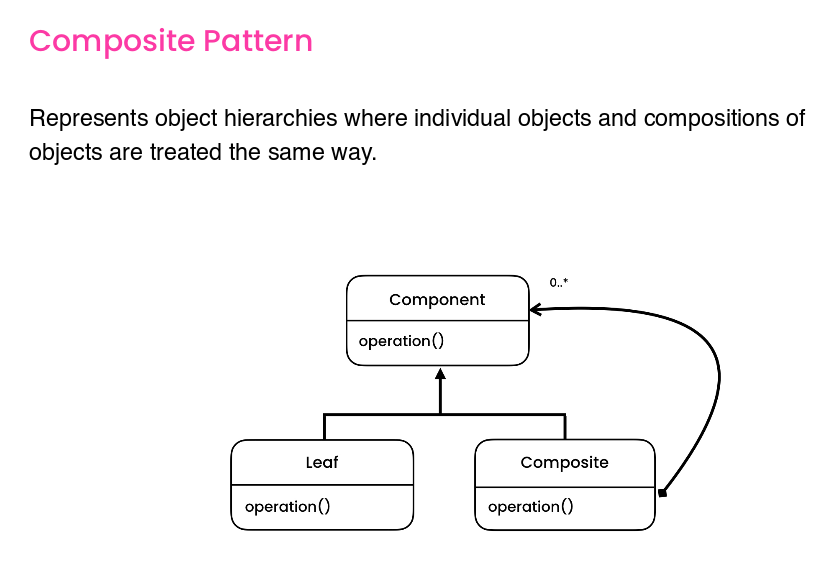 Composite Pattern
Represents object hierarchies where individual objects and compositions of
objects are treated the same way.
0..*
Component
operation()
Leaf
Composite
operation()
operation()